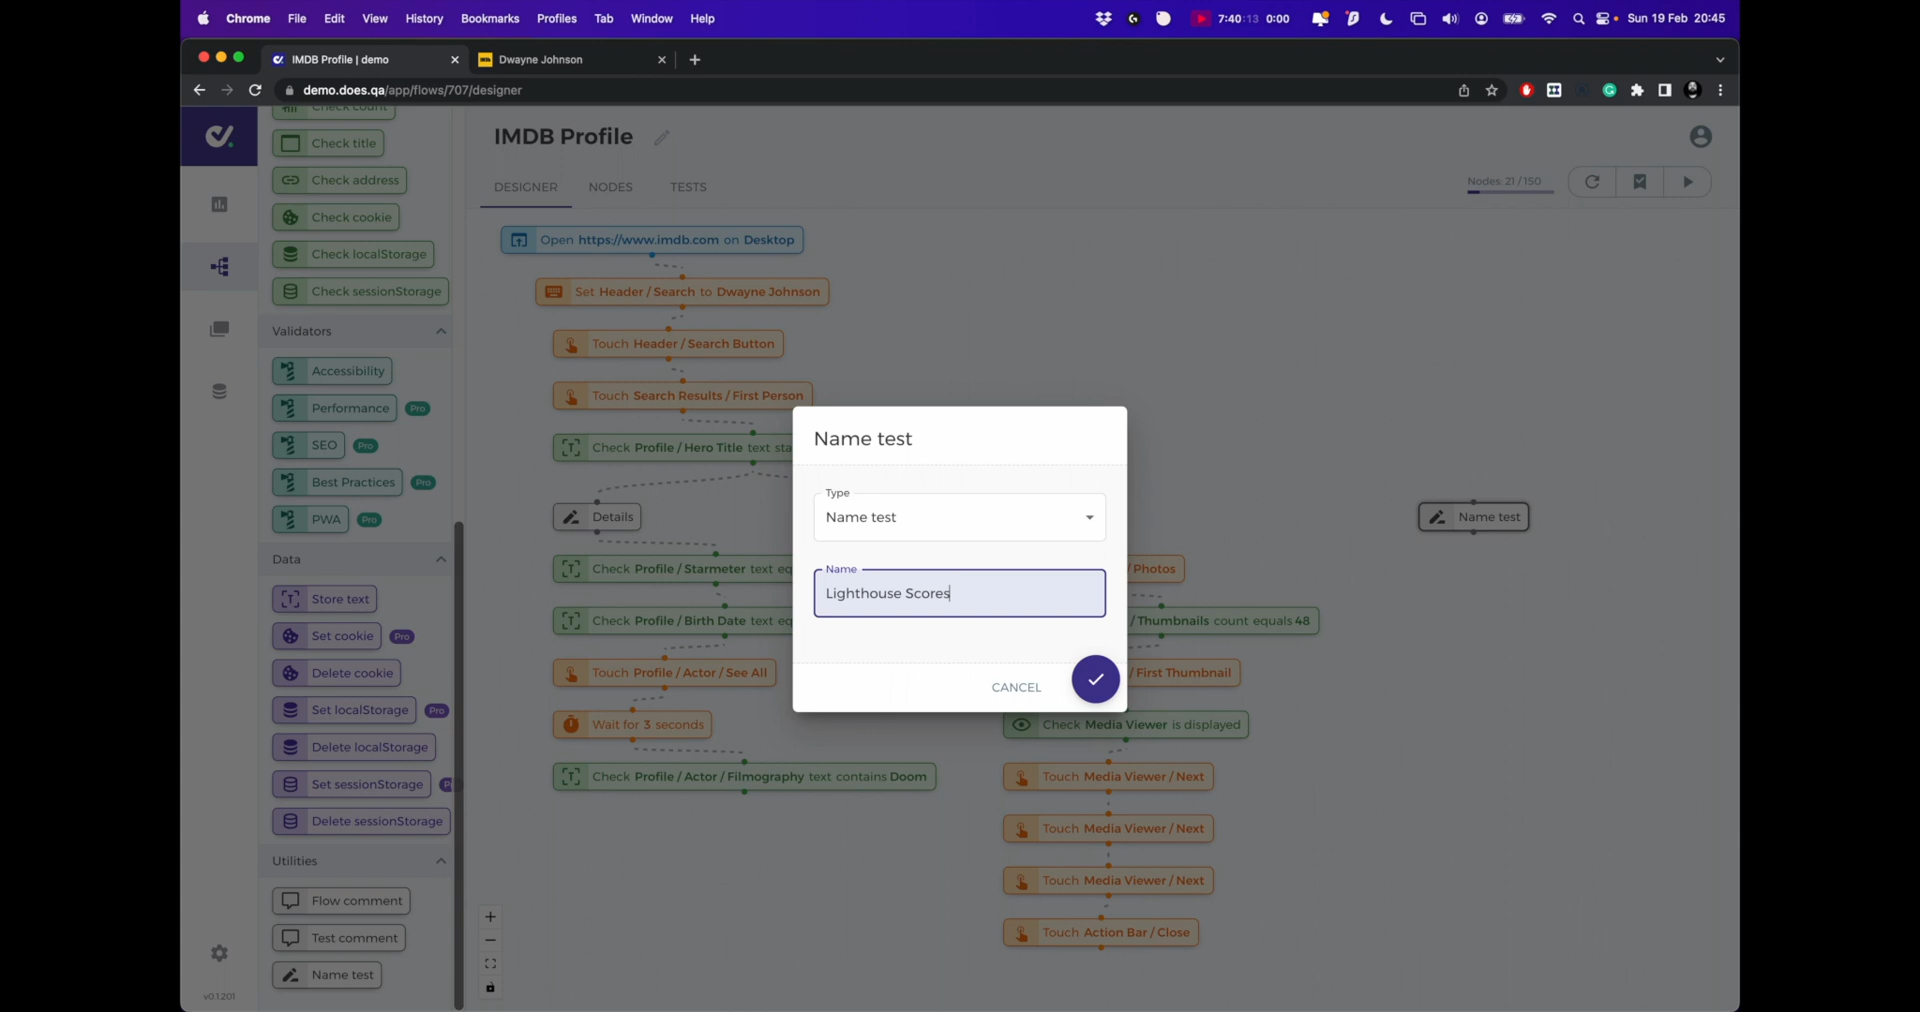 Chrome File Edit View History Bookmarks Profiles Tab Window Help 7:40:13 0:00 Sun 19 Feb 20:45
IMDB Profile | demo
Dwayne Johnson
demo.does.qa/app/flows/707/designer
Check count
Check title
Check address
Check cookie
Check localStorage
Check sessionStorage
Validators
Accessibility
Performance Pro
SEO Pro
Best Practices Pro
PWA Pro
Data
Store text
Set cookie Pro
Delete cookie
Set localStorage Pro
Delete localStorage
Set sessionStorage
Delete sessionStorage
Utilities
Flow comment
Test comment
Name test
v0.1.201
IMDB Profile
DESIGNER NODES TESTS
Nodes: 21 / 150
Open https://www.imdb.com on Desktop
Set Header / Search to Dwayne Johnson
Touch Header / Search Button
Touch Search Results / First Person
Check Profile / Hero Title text sta
Details
Check Profile / Starmeter text eq
Check Profile / Birth Date text eq
Touch Profile / Actor / See All
Wait for 3 seconds
Check Profile / Actor / Filmography text contains Doom
/ Photos
/ Thumbnails count equals 48
/ First Thumbnail
Check Media Viewer is displayed
Touch Media Viewer / Next
Touch Media Viewer / Next
Touch Media Viewer / Next
Touch Action Bar / Close
Name test
Name test
Type
Name test
Name
Lighthouse Scores
CANCEL